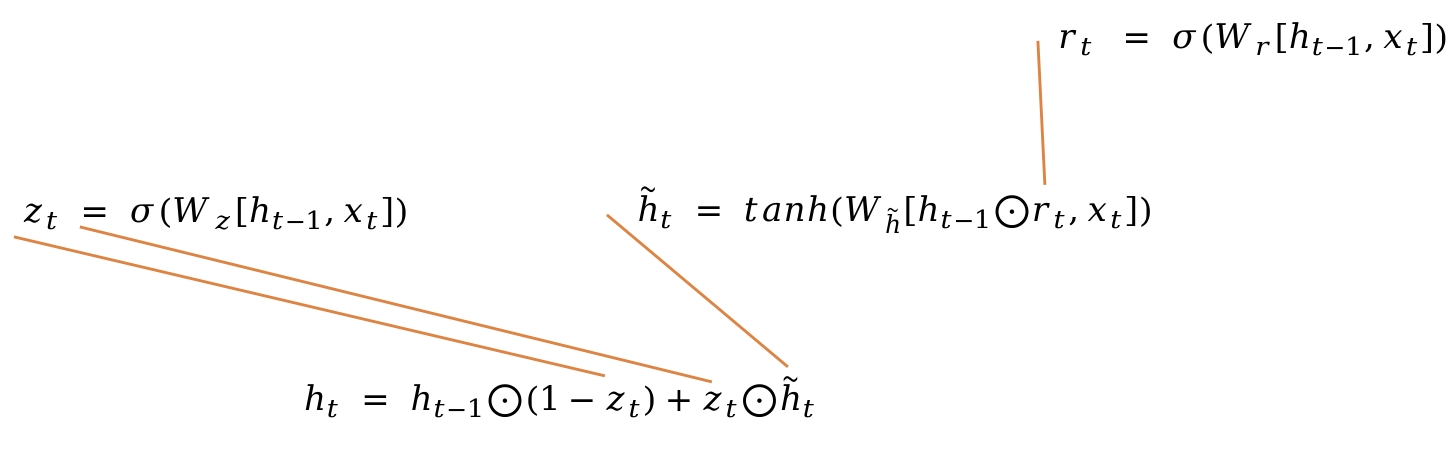 r_t = σ(W_r[h_{t−1}, x_t])
z_t = σ(W_z[h_{t−1}, x_t])
h̃_t = tanh(W_h̃[h_{t−1}⨀r_t, x_t])
h_t = h_{t−1}⨀(1 − z_t) + z_t⨀h̃_t